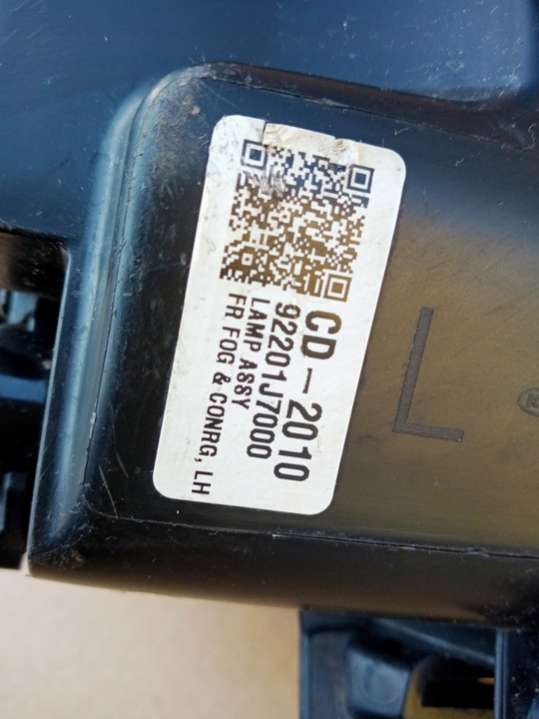 CD-2010
92201J7000
LAMP ASSY
FR FOG & CONRG, LH
L